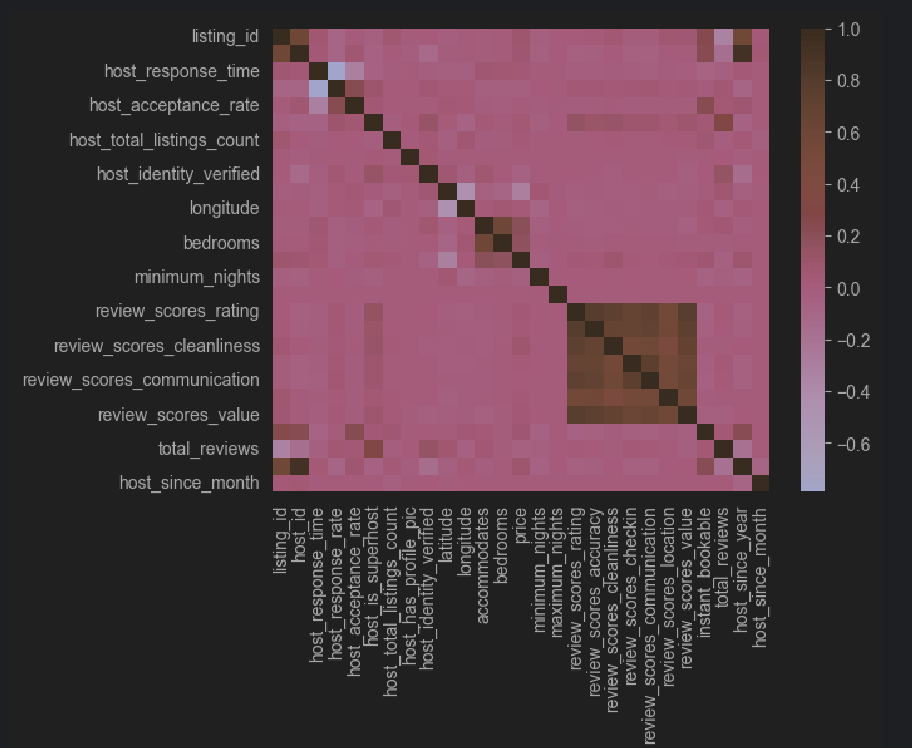 listing_id
host_response_time
host_acceptance_rate
host_total_listings_count
host_identity_verified
longitude
bedrooms
minimum_nights
review_scores_rating
review_scores_cleanliness
review_scores_communication
review_scores_value
total_reviews
host_since_month
1.0
0.8
0.6
0.4
0.2
0.0
−0.2
−0.4
−0.6
listing_id
host_id
host_response_time
host_response_rate
host_acceptance_rate
host_is_superhost
host_total_listings_count
host_has_profile_pic
host_identity_verified
latitude
longitude
accommodates
bedrooms
price
minimum_nights
maximum_nights
review_scores_rating
review_scores_accuracy
review_scores_cleanliness
review_scores_checkin
review_scores_communication
review_scores_location
review_scores_value
instant_bookable
total_reviews
host_since_year
host_since_month